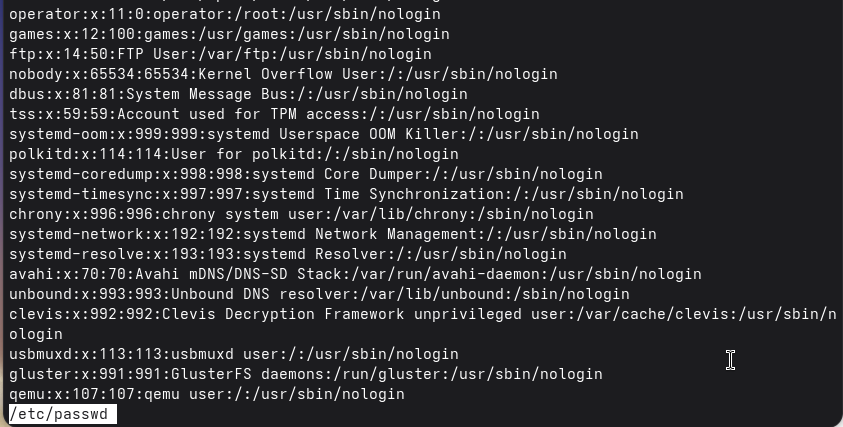 operator:x:11:0:operator:/root:/usr/sbin/nologin
games:x:12:100:games:/usr/games:/usr/sbin/nologin
ftp:x:14:50:FTP User:/var/ftp:/usr/sbin/nologin
nobody:x:65534:65534:Kernel Overflow User:/:/usr/sbin/nologin
dbus:x:81:81:System Message Bus:/:/usr/sbin/nologin
tss:x:59:59:Account used for TPM access:/:/usr/sbin/nologin
systemd-oom:x:999:999:systemd Userspace OOM Killer:/:/usr/sbin/nologin
polkitd:x:114:114:User for polkitd:/:/sbin/nologin
systemd-coredump:x:998:998:systemd Core Dumper:/:/usr/sbin/nologin
systemd-timesync:x:997:997:systemd Time Synchronization:/:/usr/sbin/nologin
chrony:x:996:996:chrony system user:/var/lib/chrony:/sbin/nologin
systemd-network:x:192:192:systemd Network Management:/:/usr/sbin/nologin
systemd-resolve:x:193:193:systemd Resolver:/:/usr/sbin/nologin
avahi:x:70:70:Avahi mDNS/DNS-SD Stack:/var/run/avahi-daemon:/usr/sbin/nologin
unbound:x:993:993:Unbound DNS resolver:/var/lib/unbound:/sbin/nologin
clevis:x:992:992:Clevis Decryption Framework unprivileged user:/var/cache/clevis:/usr/sbin/n
ologin
usbmuxd:x:113:113:usbmuxd user:/:/usr/sbin/nologin
gluster:x:991:991:GlusterFS daemons:/run/gluster:/usr/sbin/nologin
qemu:x:107:107:qemu user:/:/usr/sbin/nologin
/etc/passwd